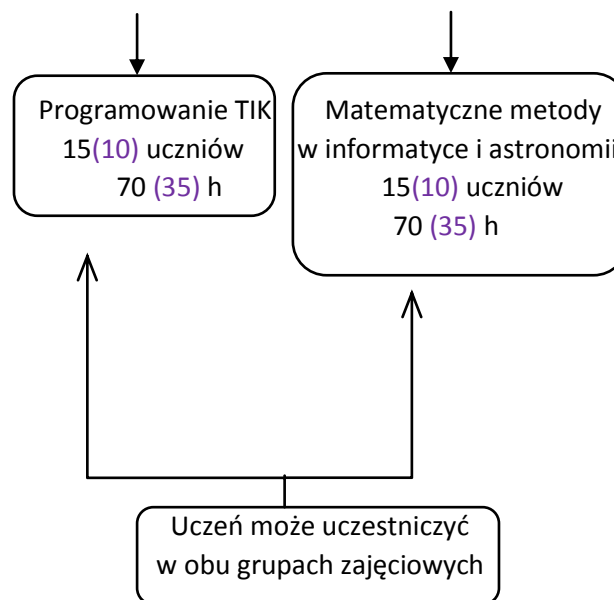 Programowanie TIK
15(10) uczniów
70 (35) h
Matematyczne metody
w informatyce i astronomii
15(10) uczniów
70 (35) h
Uczeń może uczestniczyć
w obu grupach zajęciowych